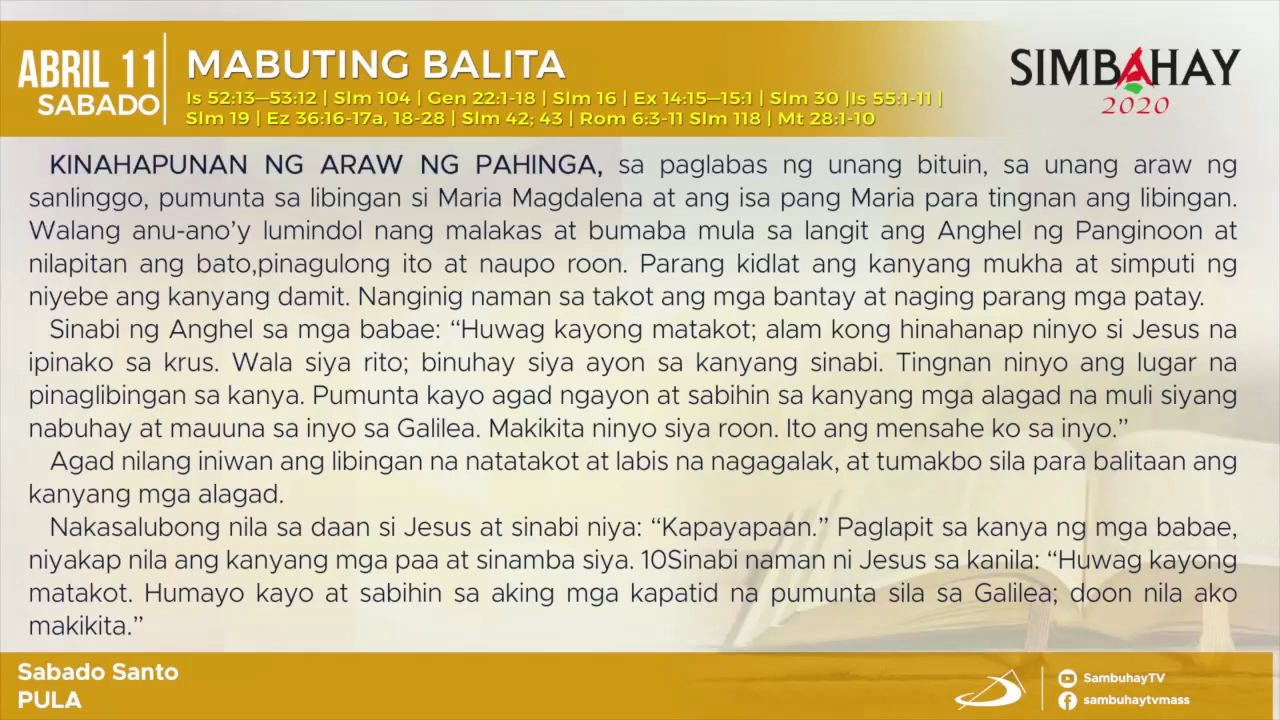 ABRIL 11
SABADO
MABUTING BALITA
Is 52:13—53:12 | Slm 104 | Gen 22:1-18 | Slm 16 | Ex 14:15—15:1 | Slm 30 |Is 55:1-11 |
Slm 19 | Ez 36:16-17a, 18-28 | Slm 42; 43 | Rom 6:3-11 Slm 118 | Mt 28:1-10
SIMBAHAY
2020
KINAHAPUNAN NG ARAW NG PAHINGA, sa paglabas ng unang bituin, sa unang araw ng
sanlinggo, pumunta sa libingan si Maria Magdalena at ang isa pang Maria para tingnan ang libingan.
Walang anu-ano’y lumindol nang malakas at bumaba mula sa langit ang Anghel ng Panginoon at
nilapitan ang bato,pinagulong ito at naupo roon. Parang kidlat ang kanyang mukha at simputi ng
niyebe ang kanyang damit. Nanginig naman sa takot ang mga bantay at naging parang mga patay.
Sinabi ng Anghel sa mga babae: “Huwag kayong matakot; alam kong hinahanap ninyo si Jesus na
ipinako sa krus. Wala siya rito; binuhay siya ayon sa kanyang sinabi. Tingnan ninyo ang lugar na
pinaglibingan sa kanya. Pumunta kayo agad ngayon at sabihin sa kanyang mga alagad na muli siyang
nabuhay at mauuna sa inyo sa Galilea. Makikita ninyo siya roon. Ito ang mensahe ko sa inyo.”
Agad nilang iniwan ang libingan na natatakot at labis na nagagalak, at tumakbo sila para balitaan ang
kanyang mga alagad.
Nakasalubong nila sa daan si Jesus at sinabi niya: “Kapayapaan.” Paglapit sa kanya ng mga babae,
niyakap nila ang kanyang mga paa at sinamba siya. 10Sinabi naman ni Jesus sa kanila: “Huwag kayong
matakot. Humayo kayo at sabihin sa aking mga kapatid na pumunta sila sa Galilea; doon nila ako
makikita.”
Sabado Santo
PULA
SambuhayTV
sambuhaytvmass